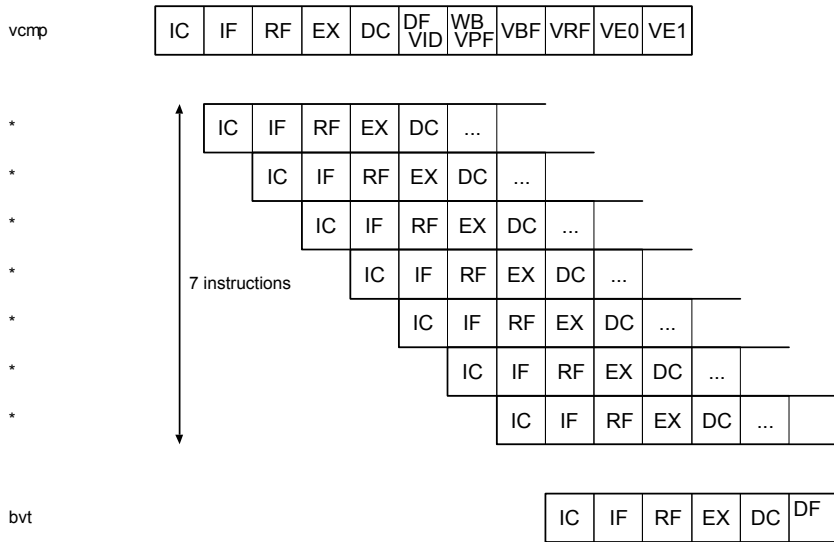 vcmp IC IF RF EX DC DF VID WB VPF VBF VRF VE0 VE1
* IC IF RF EX DC ...
* IC IF RF EX DC ...
* IC IF RF EX DC ...
* 7 instructions IC IF RF EX DC ...
* IC IF RF EX DC ...
* IC IF RF EX DC ...
* IC IF RF EX DC ...
bvt IC IF RF EX DC DF